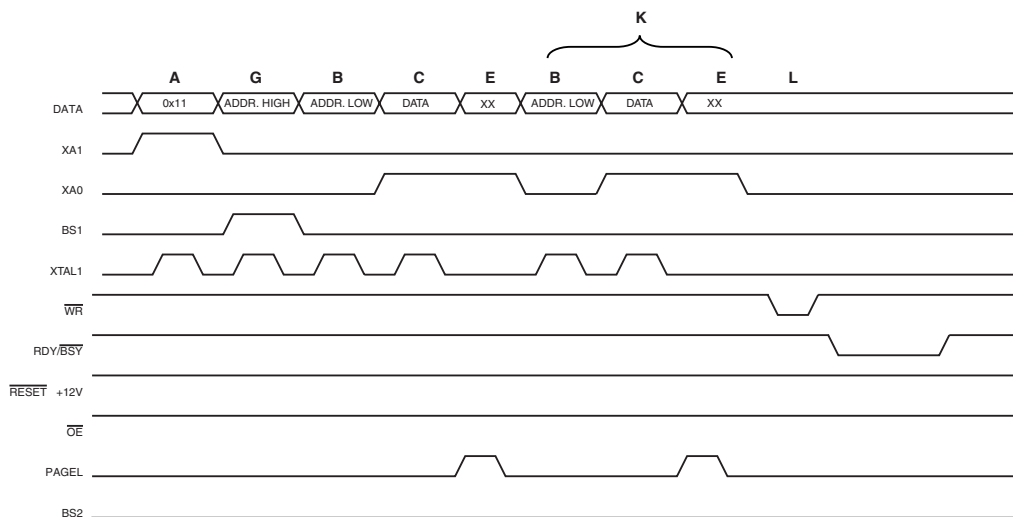 K
A G B C E B C E L
DATA 0x11 ADDR. HIGH ADDR. LOW DATA XX ADDR. LOW DATA XX
XA1
XA0
BS1
XTAL1
WR
RDY/BSY
RESET +12V
OE
PAGEL
BS2